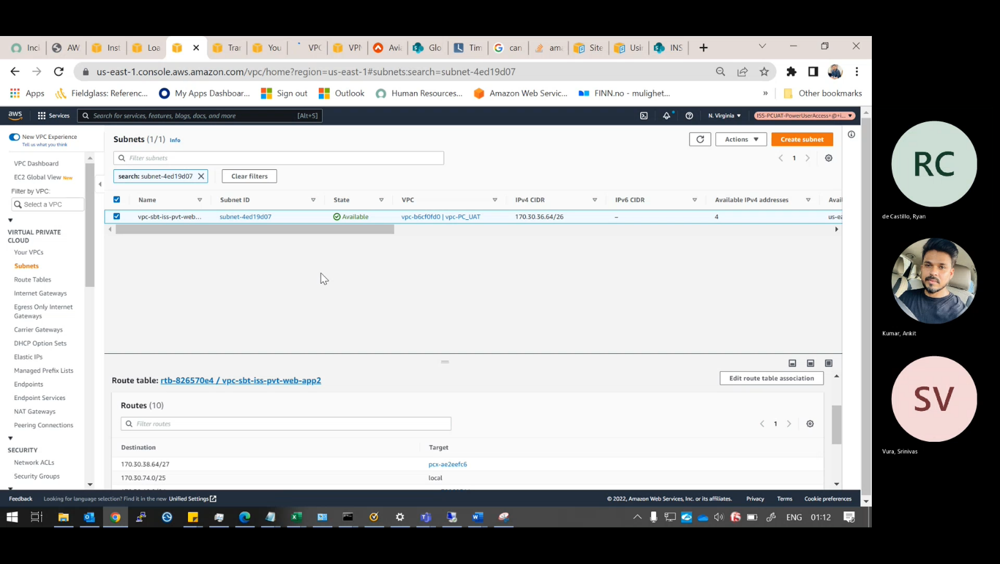 Inci
AW
Inst
Loa
Trar
You
VPC
VPN
Avia
Glo
Tim
can
ama
Site
Usir
INS
us-east-1.console.aws.amazon.com/vpc/home?region=us-east-1#subnets:search=subnet-4ed19d07
Apps
Fieldglass: Referenc...
My Apps Dashboar...
Sign out
Outlook
Human Resources...
Amazon Web Servic...
FINN.no - mulighet...
»
Other bookmarks
aws
Services
Search for services, features, blogs, docs, and more
[Alt+S]
N. Virginia
ISS-PCUAT-PowerUserAccess+@+i...
New VPC Experience
Tell us what you think
VPC Dashboard
EC2 Global View New
Filter by VPC:
Select a VPC
VIRTUAL PRIVATE
CLOUD
Your VPCs
Subnets
Route Tables
Internet Gateways
Egress Only Internet
Gateways
Carrier Gateways
DHCP Option Sets
Elastic IPs
Managed Prefix Lists
Endpoints
Endpoint Services
NAT Gateways
Peering Connections
SECURITY
Network ACLs
Security Groups
Subnets (1/1) Info
Actions
Create subnet
Filter subnets
1
search: subnet-4ed19d07
Clear filters
Name
Subnet ID
State
VPC
IPv4 CIDR
IPv6 CIDR
Available IPv4 addresses
Avail
vpc-sbt-iss-pvt-web...
subnet-4ed19d07
Available
vpc-b6cf0fd0 | vpc-PC_UAT
170.30.36.64/26
–
4
us-ea
Route table: rtb-826570e4 / vpc-sbt-iss-pvt-web-app2
Edit route table association
Routes (10)
Filter routes
1
Destination
Target
170.30.38.64/27
pcx-ae2eefc6
170.30.74.0/25
local
Feedback
Looking for language selection? Find it in the new Unified Settings
© 2022, Amazon Web Services, Inc. or its affiliates.
Privacy
Terms
Cookie preferences
ENG
01:12
RC
de Castillo, Ryan
Kumar, Ankit
SV
Vura, Srinivas